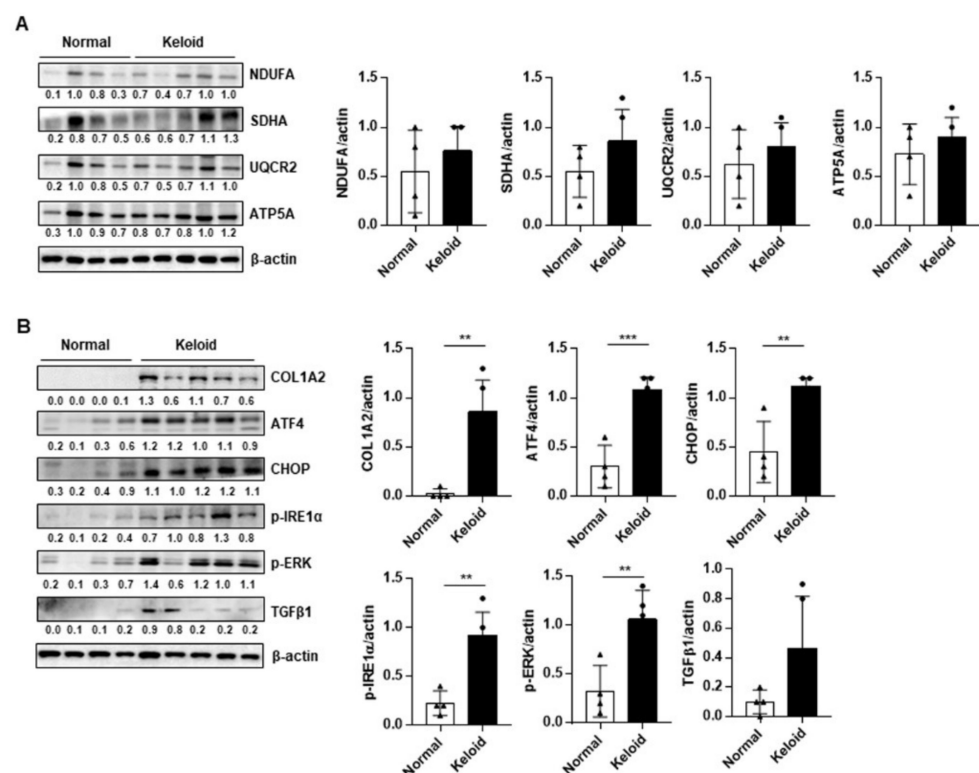 A
Normal Keloid
NDUFA
0.1 1.0 0.8 0.3 0.7 0.4 0.7 1.0 1.0
SDHA
0.2 0.8 0.7 0.5 0.6 0.6 0.7 1.1 1.3
UQCR2
0.2 1.0 0.8 0.5 0.7 0.5 0.7 1.1 1.0
ATP5A
0.3 1.0 0.9 0.7 0.8 0.7 0.8 1.0 1.2
β-actin
NDUFA/actin
1.5
1.0
0.5
0.0
Normal Keloid
SDHA/actin
1.5
1.0
0.5
0.0
Normal Keloid
UQCR2/actin
1.5
1.0
0.5
0.0
Normal Keloid
ATP5A/actin
1.5
1.0
0.5
0.0
Normal Keloid
B
Normal Keloid
COL1A2
0.0 0.0 0.0 0.1 1.3 0.6 1.1 0.7 0.6
ATF4
0.2 0.1 0.3 0.6 1.2 1.2 1.0 1.1 0.9
CHOP
0.3 0.2 0.4 0.9 1.1 1.0 1.2 1.2 1.1
p-IRE1α
0.2 0.1 0.2 0.4 0.7 1.0 0.8 1.3 0.8
p-ERK
0.2 0.1 0.3 0.7 1.4 0.6 1.2 1.0 1.1
TGFβ1
0.0 0.1 0.1 0.2 0.9 0.8 0.2 0.2 0.2
β-actin
COL1A2/actin
1.5
1.0
0.5
0.0
**
Normal Keloid
ATF4/actin
1.5
1.0
0.5
0.0
***
Normal Keloid
CHOP/actin
1.5
1.0
0.5
0.0
**
Normal Keloid
p-IRE1α/actin
1.5
1.0
0.5
0.0
**
Normal Keloid
p-ERK/actin
1.5
1.0
0.5
0.0
**
Normal Keloid
TGFβ1/actin
1.0
0.8
0.6
0.4
0.2
0.0
Normal Keloid